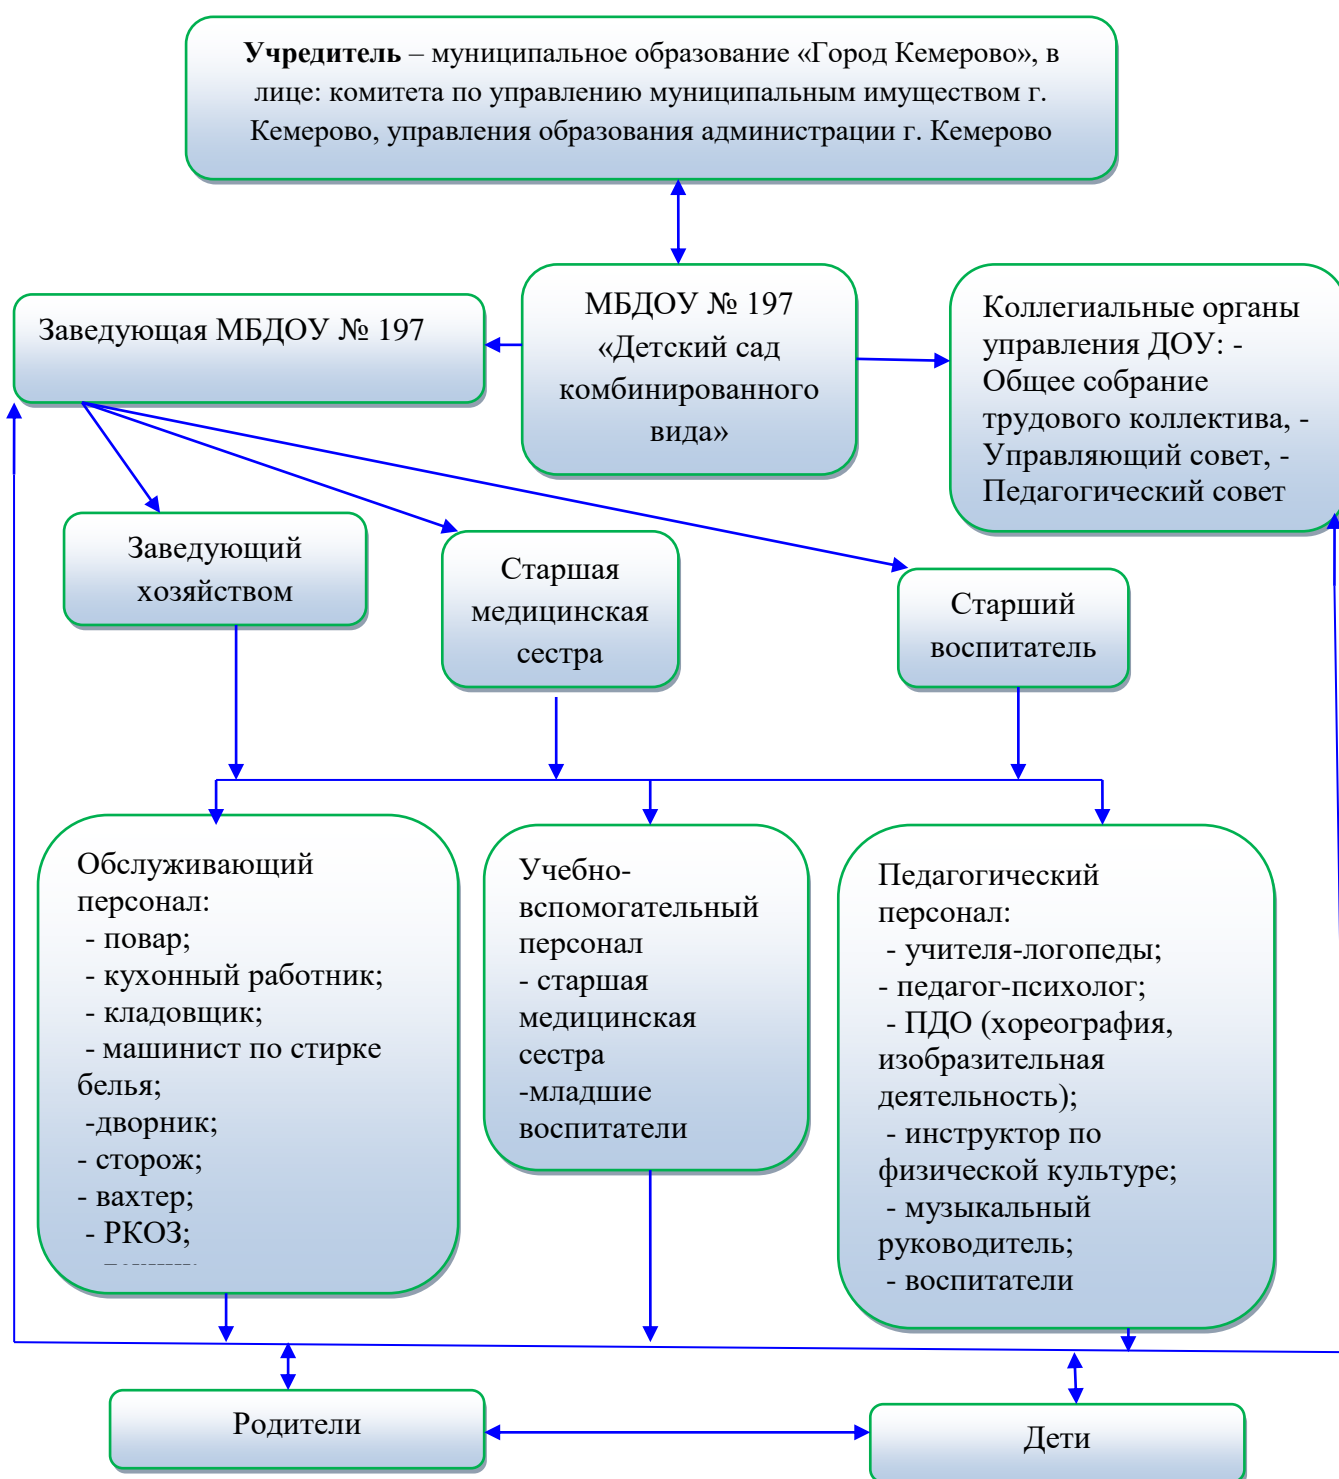 Учредитель – муниципальное образование «Город Кемерово», в
лице: комитета по управлению муниципальным имуществом г.
Кемерово, управления образования администрации г. Кемерово
Заведующая МБДОУ № 197
МБДОУ № 197
«Детский сад
комбинированного
вида»
Коллегиальные органы
управления ДОУ: -
Общее собрание
трудового коллектива, -
Управляющий совет, -
Педагогический совет
Заведующий
хозяйством
Старшая
медицинская
сестра
Старший
воспитатель
Обслуживающий
персонал:
- повар;
- кухонный работник;
- кладовщик;
- машинист по стирке
белья;
-дворник;
- сторож;
- вахтер;
- РКОЗ;
Учебно-
вспомогательный
персонал
- старшая
медицинская
сестра
-младшие
воспитатели
Педагогический
персонал:
- учителя-логопеды;
- педагог-психолог;
- ПДО (хореография,
изобразительная
деятельность);
- инструктор по
физической культуре;
- музыкальный
руководитель;
- воспитатели
Родители
Дети